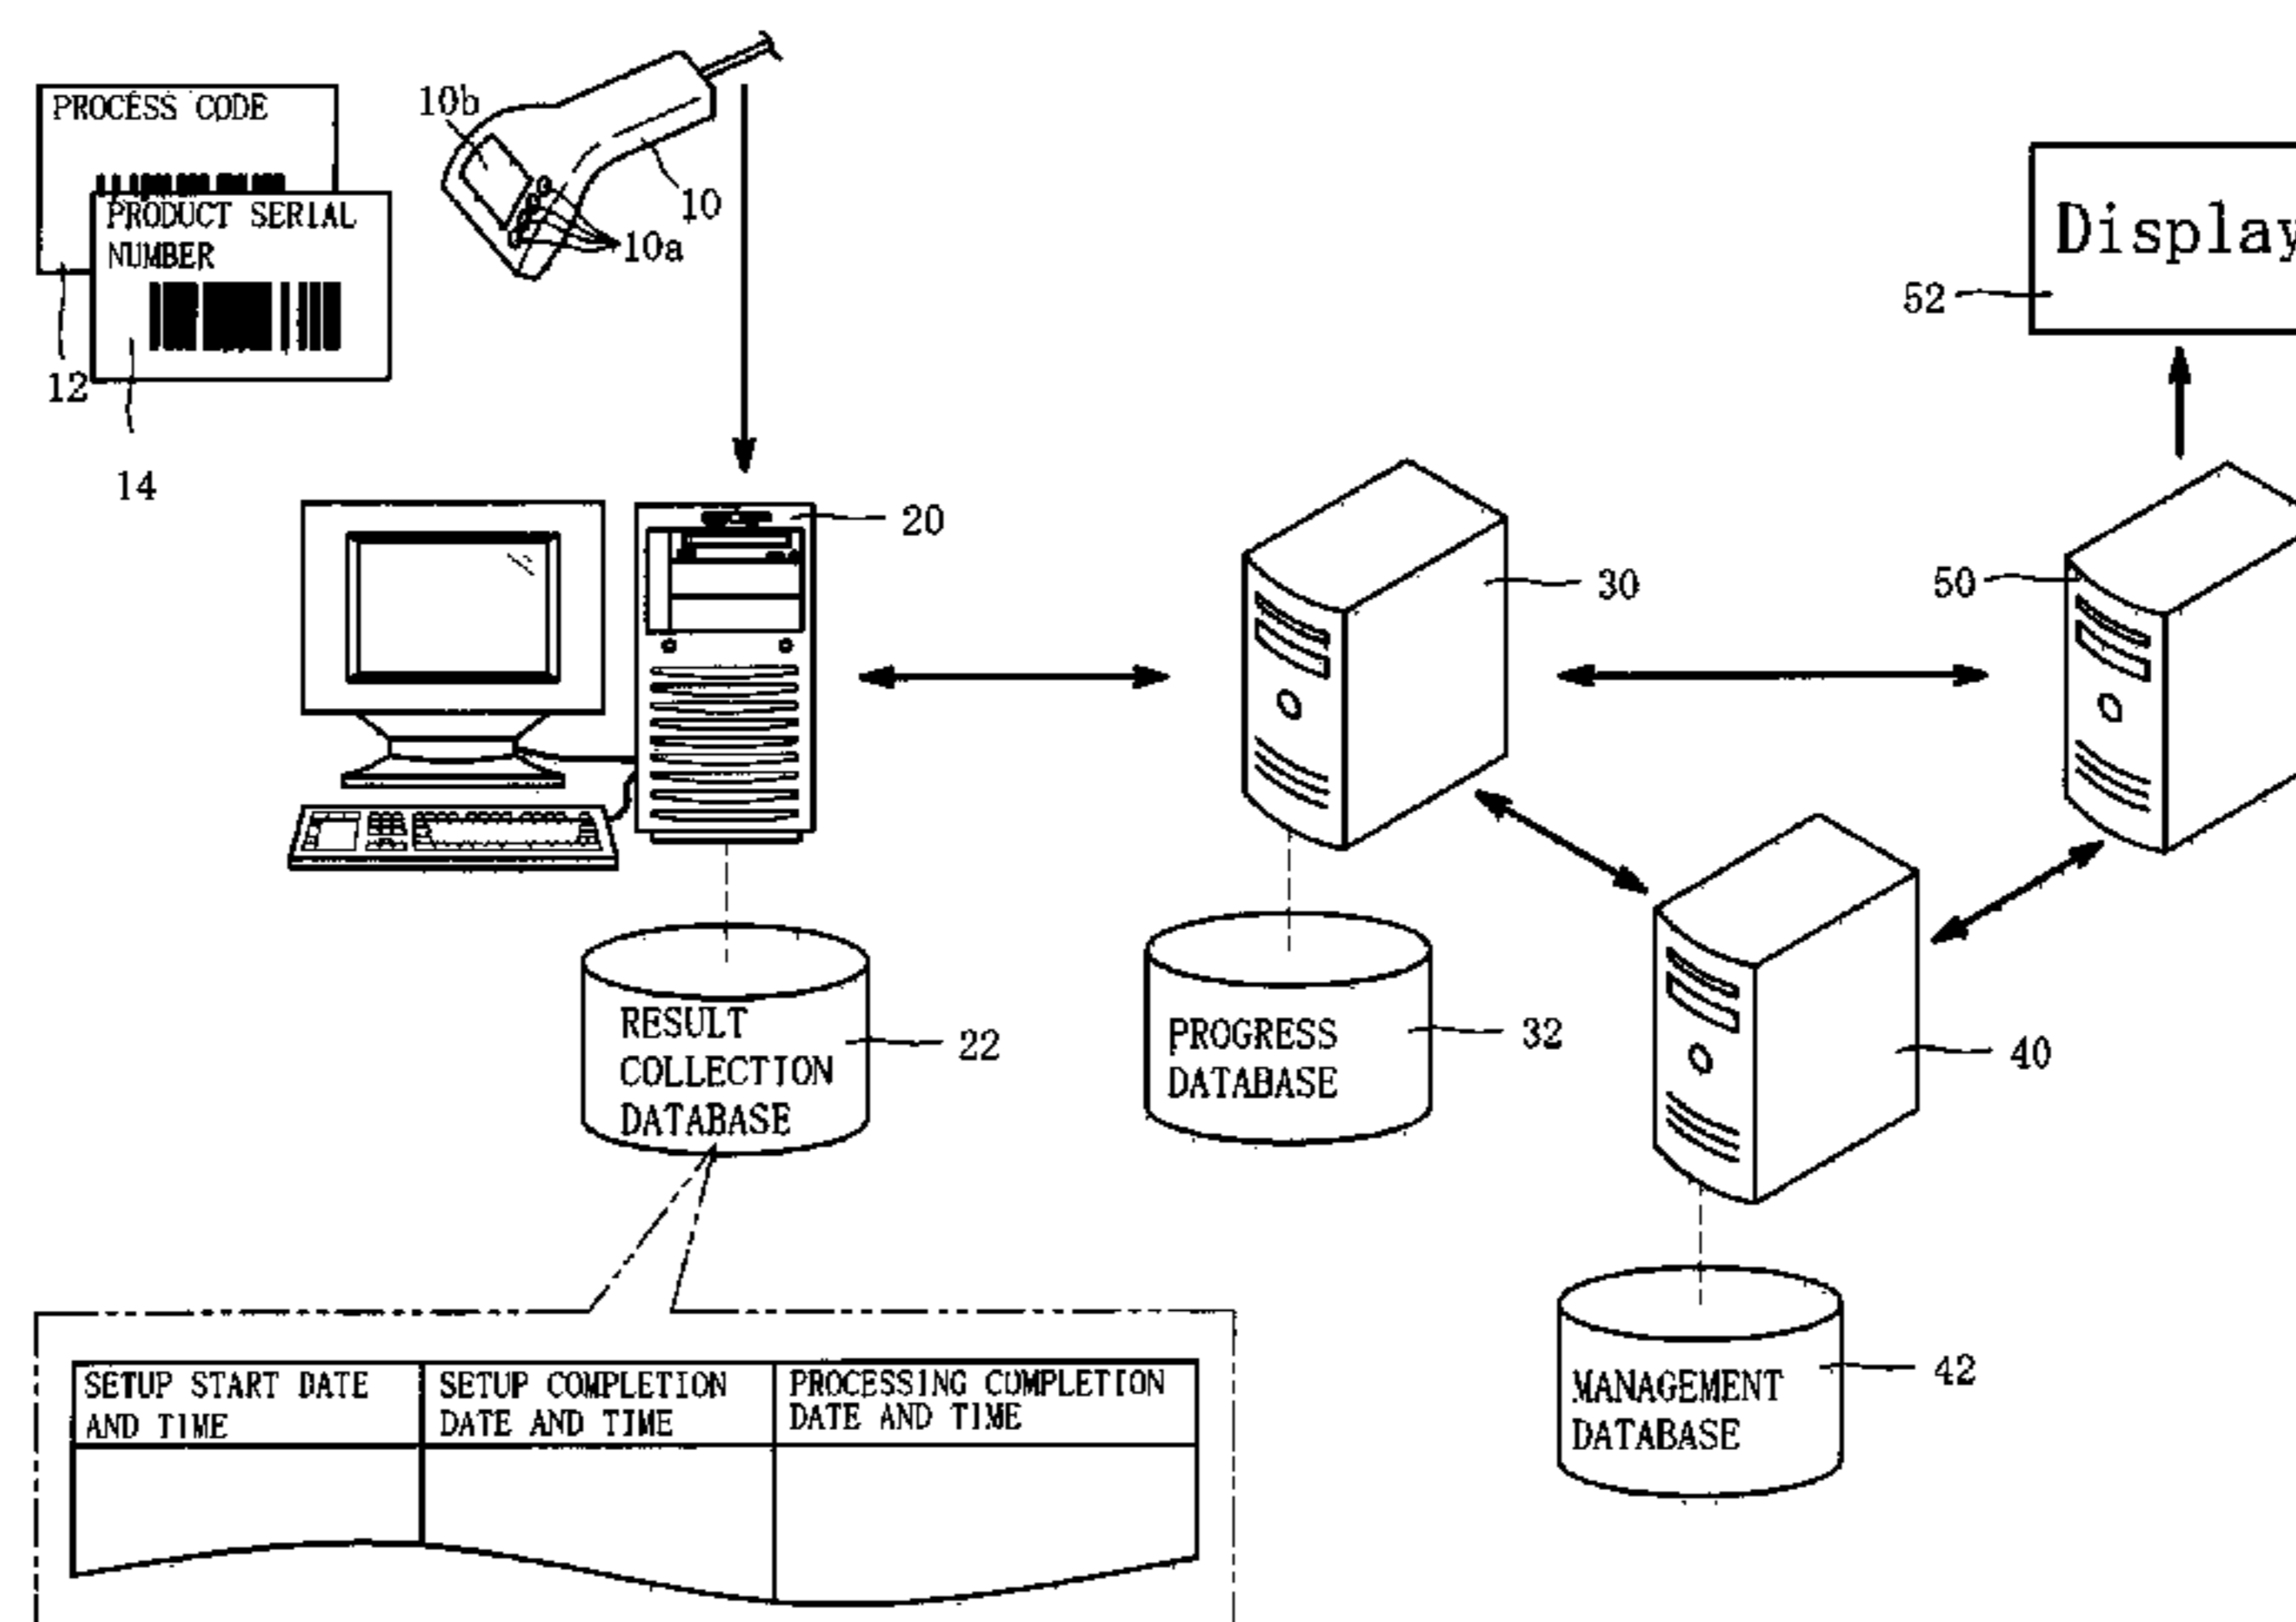 PROCESS CODE
PRODUCT SERIAL
NUMBER
12
14
10b
10
10a
20
30
Display
52
50
RESULT
COLLECTION
DATABASE
22
PROGRESS
DATABASE
32
40
MANAGEMENT
DATABASE
42
SETUP START DATE
AND TIME
SETUP COMPLETION
DATE AND TIME
PROCESSING COMPLETION
DATE AND TIME